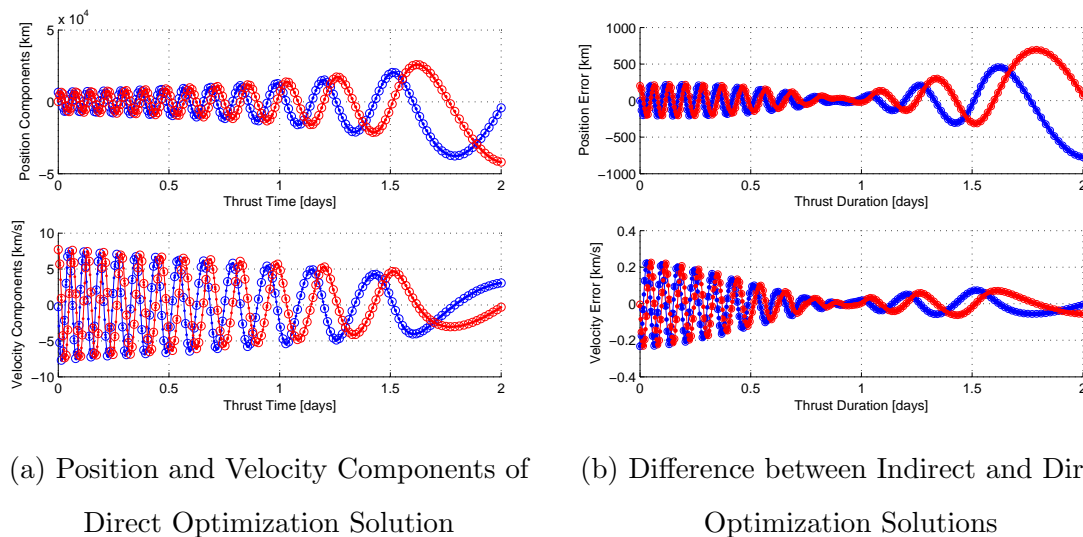 x 10⁴
5
0
−5
Position Components [km]
0 0.5 1 1.5 2
Thrust Time [days]
10
5
0
−5
−10
Velocity Components [km/s]
0 0.5 1 1.5 2
Thrust Time [days]
(a) Position and Velocity Components of
Direct Optimization Solution
1000
500
0
−500
−1000
Position Error [km]
0 0.5 1 1.5 2
Thrust Duration [days]
0.4
0.2
0
−0.2
−0.4
Velocity Error [km/s]
0 0.5 1 1.5 2
Thrust Duration [days]
(b) Difference between Indirect and Dir
Optimization Solutions